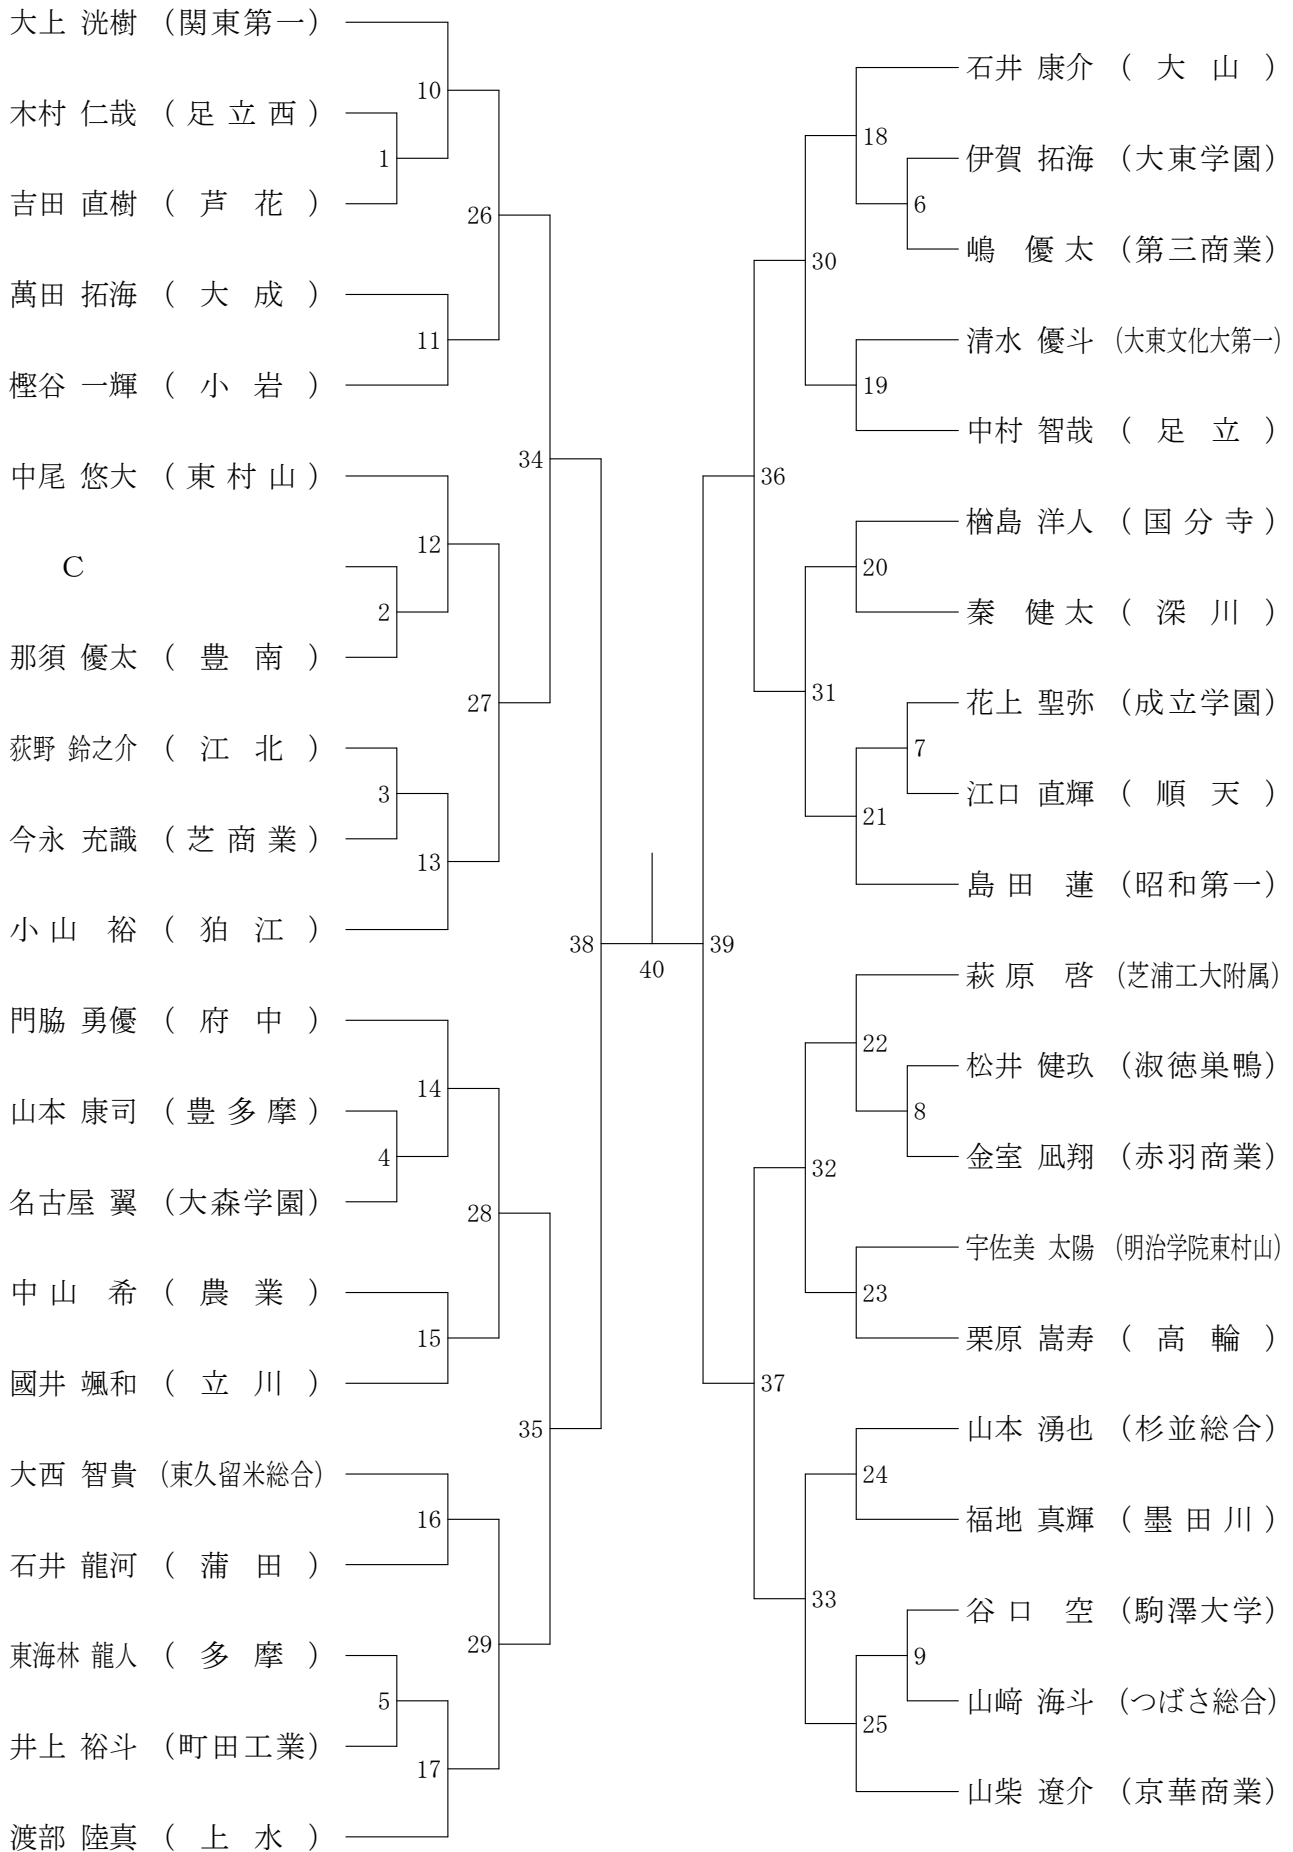 大上 洸樹 (関東第一)
木村 仁哉 (足立西)
吉田 直樹 (芦花)
萬田 拓海 (大成)
樫谷 一輝 (小岩)
中尾 悠大 (東村山)
C
那須 優太 (豊南)
荻野 鈴之介 (江北)
今永 充識 (芝商業)
小山 裕 (狛江)
門脇 勇優 (府中)
山本 康司 (豊多摩)
名古屋 翼 (大森学園)
中山 希 (農業)
國井 颯和 (立川)
大西 智貴 (東久留米総合)
石井 龍河 (蒲田)
東海林 龍人 (多摩)
井上 裕斗 (町田工業)
渡部 陸真 (上水)
1
2
3
4
5
10
11
12
13
14
15
16
17
26
27
28
29
34
35
38
40
39
36
37
30
31
32
33
18
19
20
21
22
23
24
25
6
7
8
9
石井 康介 (大山)
伊賀 拓海 (大東学園)
嶋 優太 (第三商業)
清水 優斗 (大東文化大第一)
中村 智哉 (足立)
楢島 洋人 (国分寺)
秦 健太 (深川)
花上 聖弥 (成立学園)
江口 直輝 (順天)
島田 蓮 (昭和第一)
萩原 啓 (芝浦工大附属)
松井 健玖 (淑徳巣鴨)
金室 凪翔 (赤羽商業)
宇佐美 太陽 (明治学院東村山)
栗原 嵩寿 (高輪)
山本 湧也 (杉並総合)
福地 真輝 (墨田川)
谷口 空 (駒澤大学)
山﨑 海斗 (つばさ総合)
山柴 遼介 (京華商業)